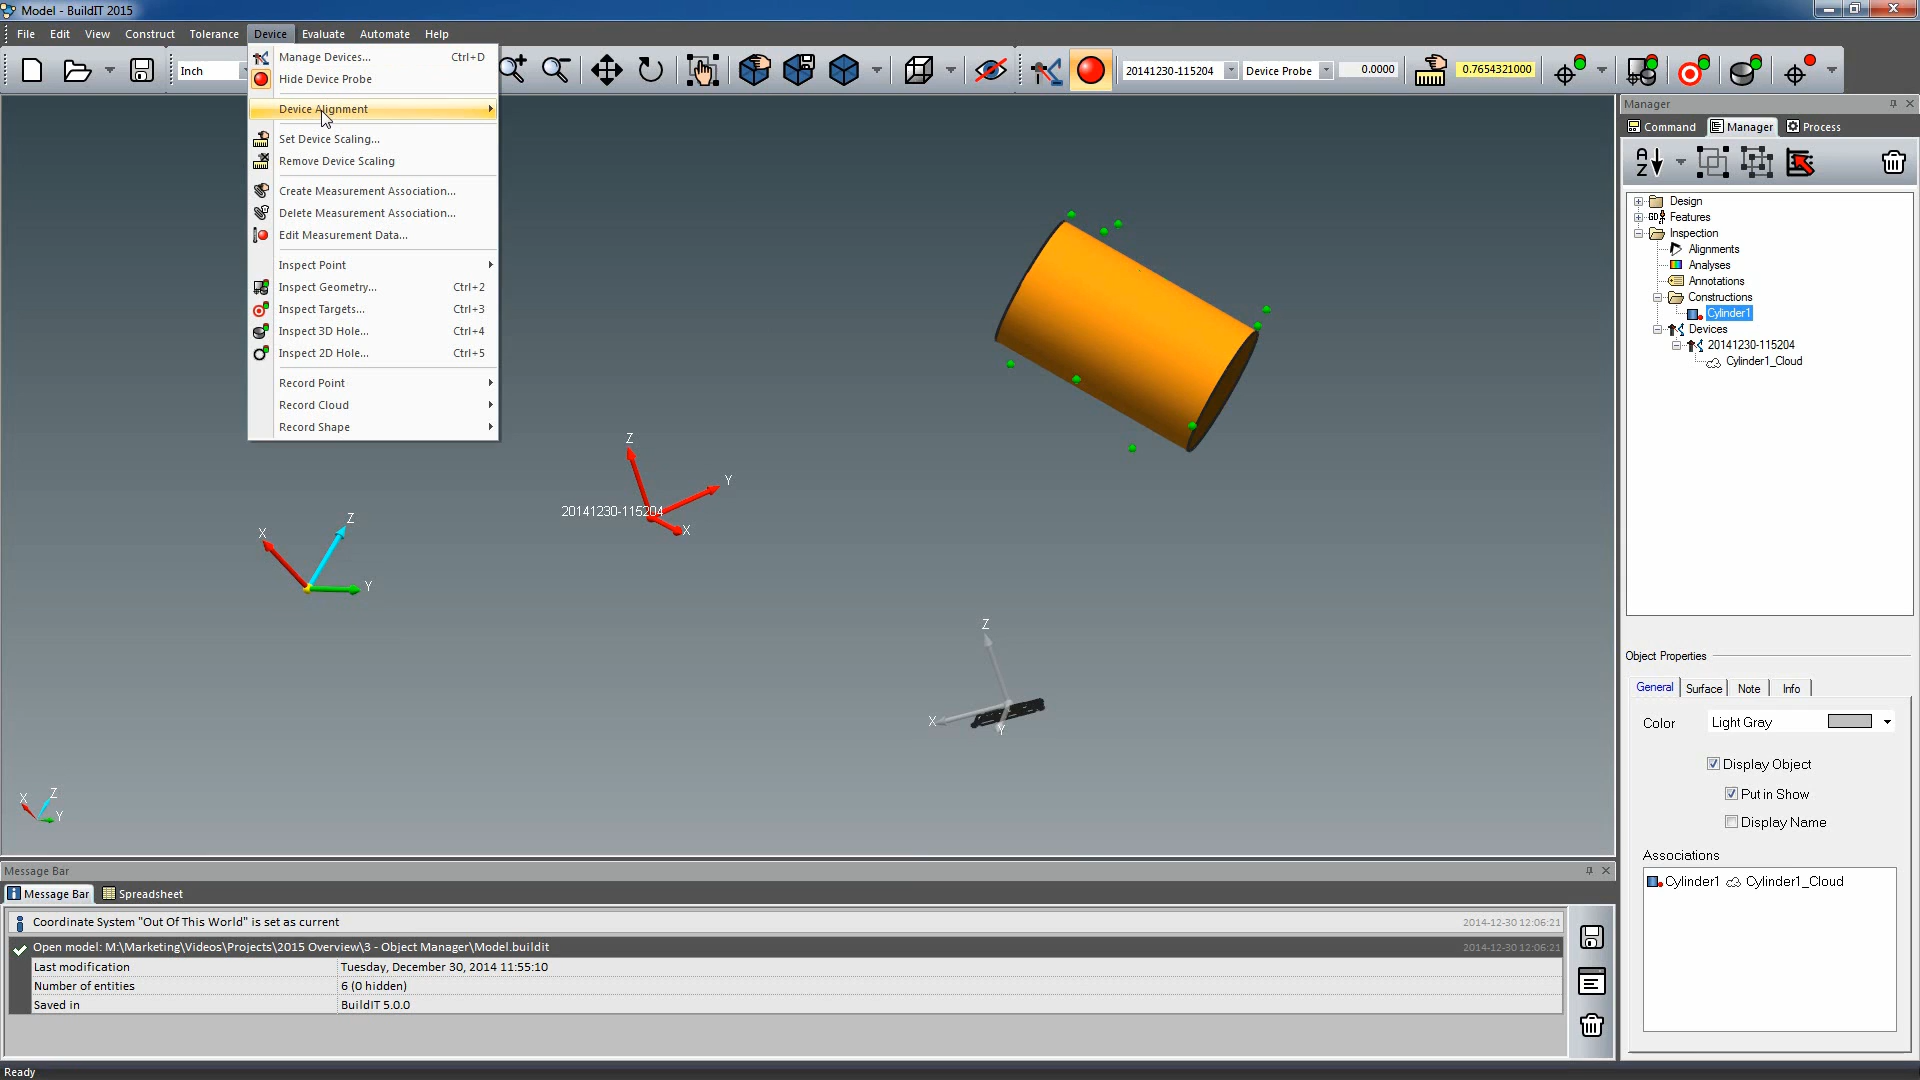 Model - BuildIT 2015
File Edit View Construct Tolerance Device Evaluate Automate Help
Inch
20141230-115204 Device Probe 0.0000 0.7654321000
Manage Devices... Ctrl+D
Hide Device Probe
Device Alignment
Set Device Scaling...
Remove Device Scaling
Create Measurement Association...
Delete Measurement Association...
Edit Measurement Data...
Inspect Point
Inspect Geometry... Ctrl+2
Inspect Targets... Ctrl+3
Inspect 3D Hole... Ctrl+4
Inspect 2D Hole... Ctrl+5
Record Point
Record Cloud
Record Shape
Z
Y
20141230-115204
X
X
Z
Y
Z
X
Y
X
Z
Y
Manager
Command Manager Process
A
Z
Design
GD& Features
Inspection
Alignments
Analyses
Annotations
Constructions
Cylinder1
Devices
20141230-115204
Cylinder1_Cloud
Object Properties
General Surface Note Info
Color Light Gray
Display Object
Put in Show
Display Name
Associations
Cylinder1 Cylinder1_Cloud
Message Bar
Message Bar Spreadsheet
Coordinate System "Out Of This World" is set as current 2014-12-30 12:06:21
Open model: M:\Marketing\Videos\Projects\2015 Overview\3 - Object Manager\Model.buildit 2014-12-30 12:06:21
Last modification Tuesday, December 30, 2014 11:55:10
Number of entities 6 (0 hidden)
Saved in BuildIT 5.0.0
Ready